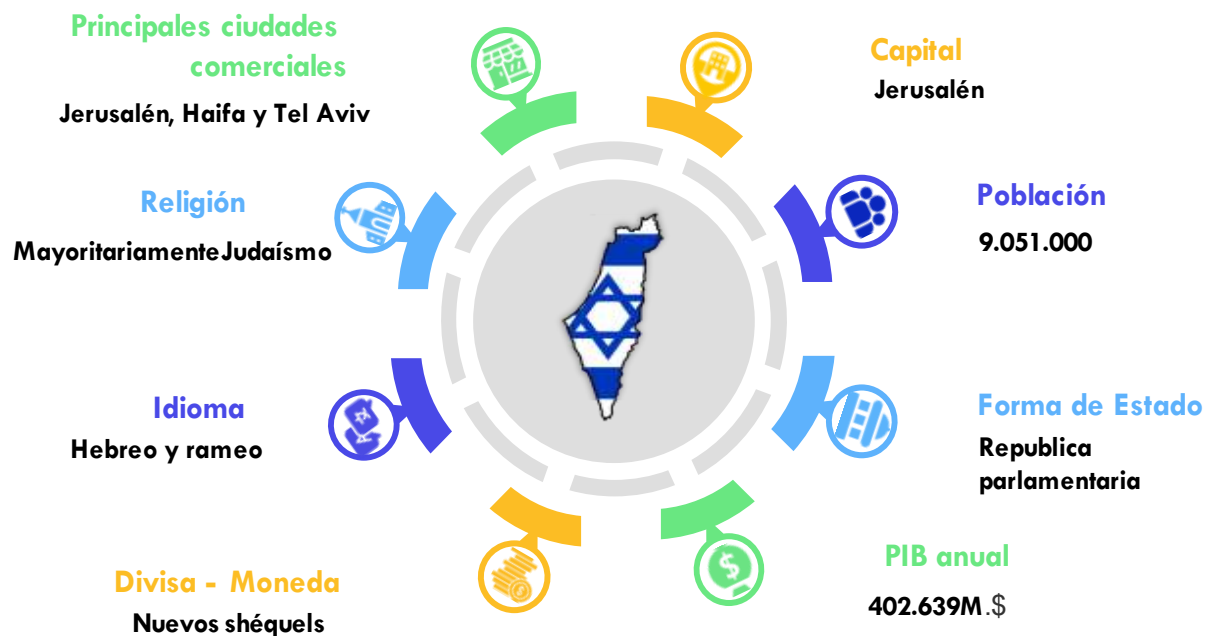 Principales ciudades
comerciales
Jerusalén, Haifa y Tel Aviv
Capital
Jerusalén
Religión
MayoritariamenteJudaísmo
Población
9.051.000
Idioma
Hebreo y rameo
Forma de Estado
Republica
parlamentaria
Divisa - Moneda
Nuevos shéquels
PIB anual
402.639M.$